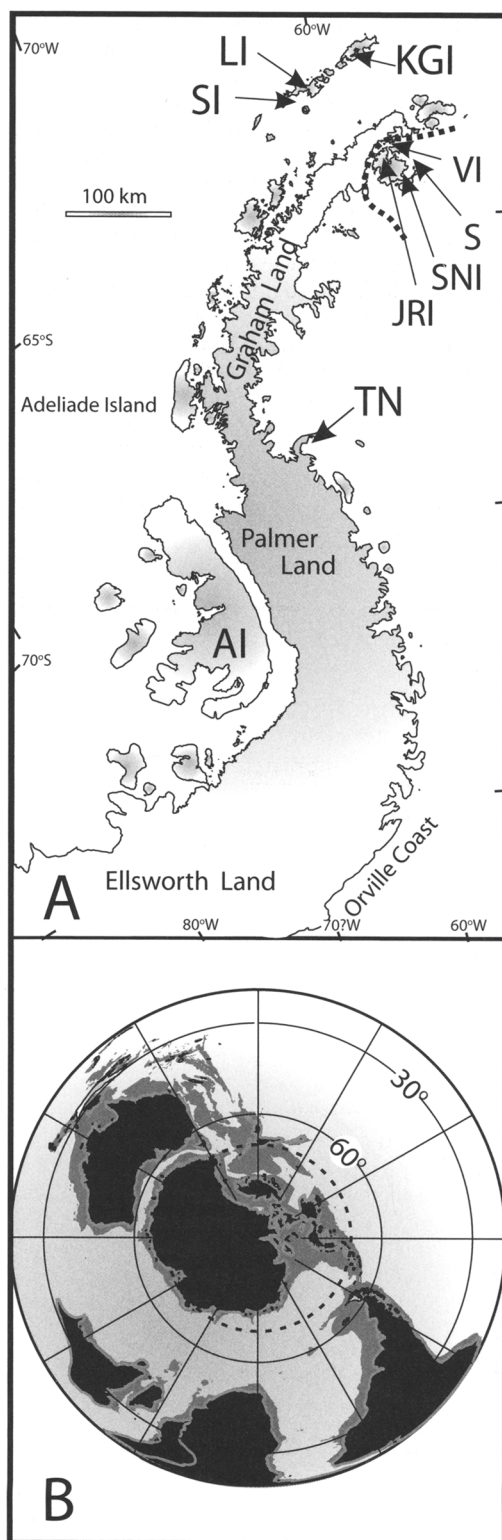 60°W
70°W
LI
KGI
SI
100 km
VI
S
SNI
JRI
Graham Land
65°S
Adeliade Island
TN
Palmer
Land
AI
70°S
Orville Coast
Ellsworth Land
A
80°W
70?W
60°W
30°
60°
B